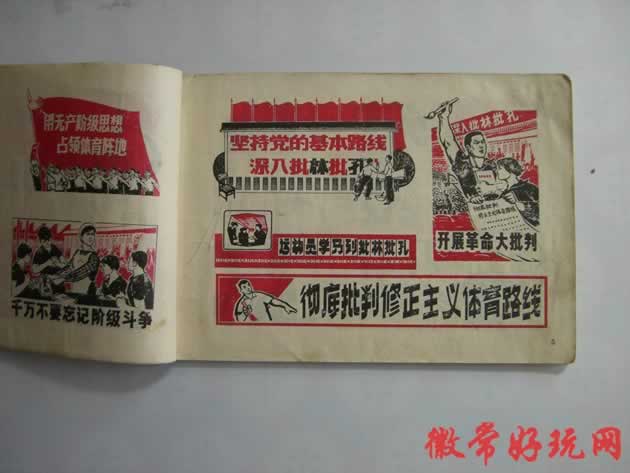 用无产阶级思想
占领体育阵地
千万不要忘记阶级斗争
坚持党的基本路线
深入批林批孔
深入批林批孔
开展革命大批判
彻底批判修正主义体育路线
5
徽常好玩网